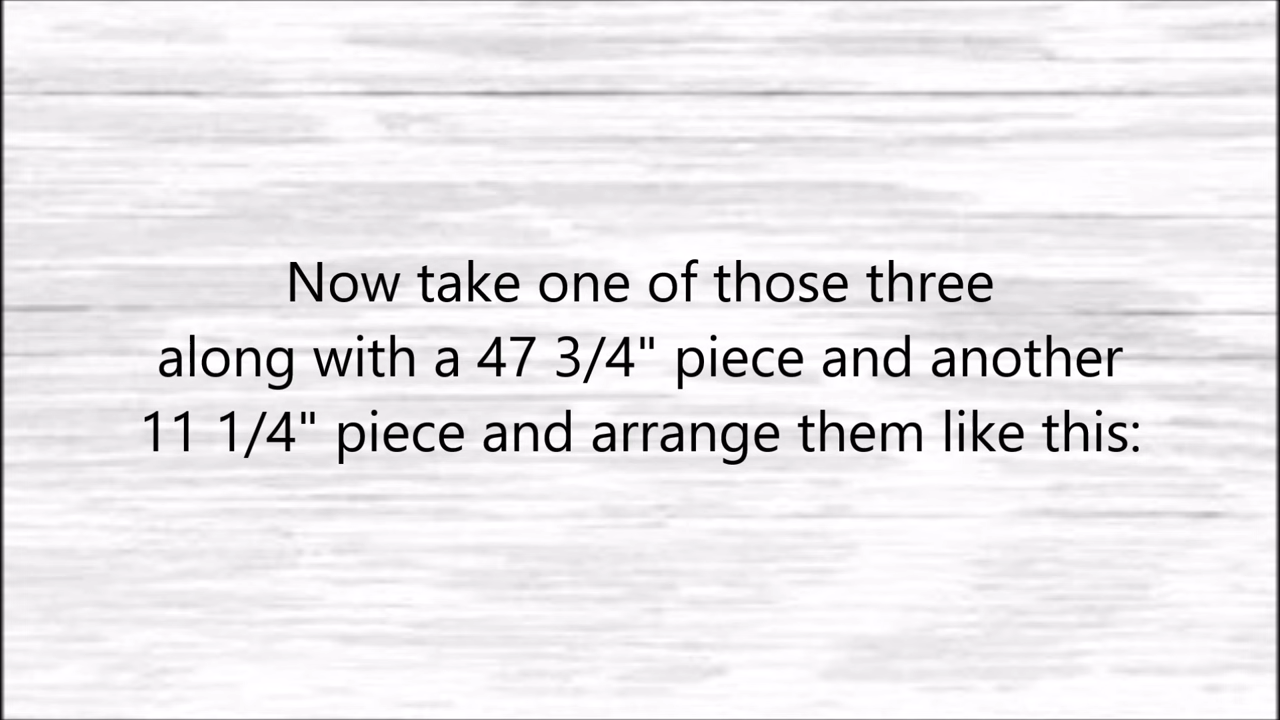 Now take one of those three
along with a 47 3/4" piece and another
11 1/4" piece and arrange them like this: